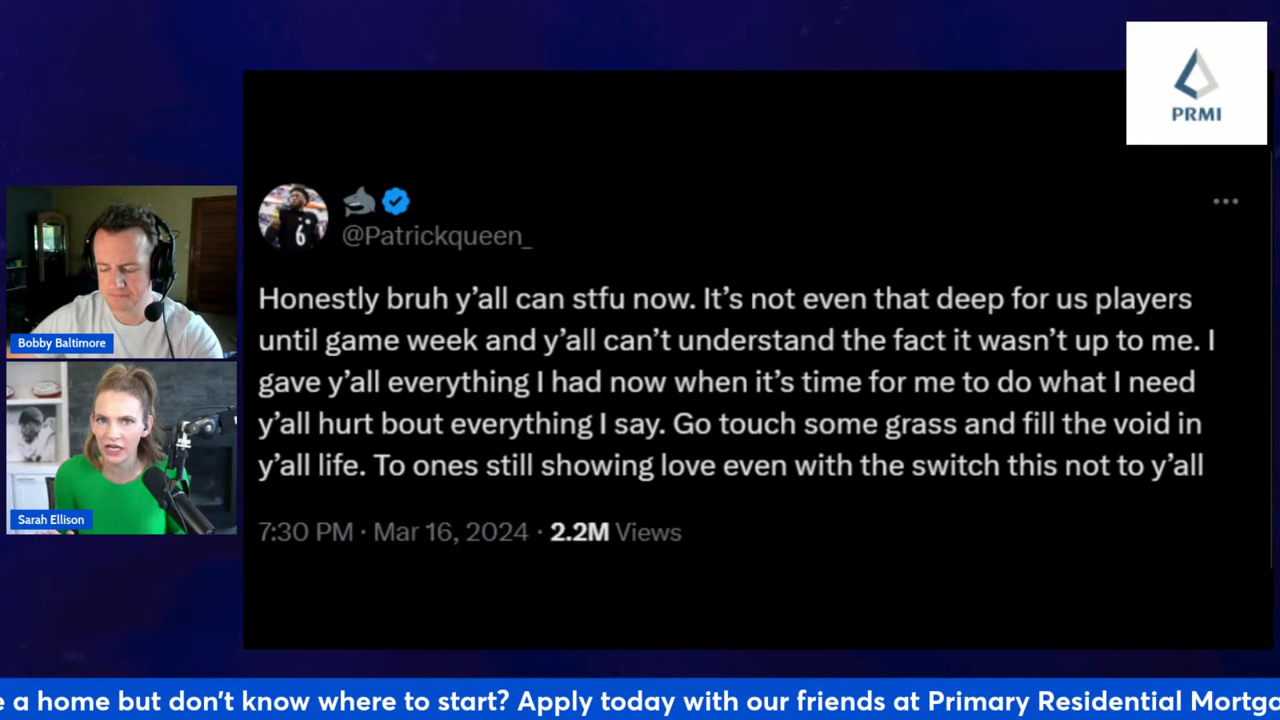 PRMI
@Patrickqueen_
6
Honestly bruh y’all can stfu now. It’s not even that deep for us players
until game week and y’all can’t understand the fact it wasn’t up to me. I
gave y’all everything I had now when it’s time for me to do what I need
y’all hurt bout everything I say. Go touch some grass and fill the void in
y’all life. To ones still showing love even with the switch this not to y’all
7:30 PM · Mar 16, 2024 · 2.2M Views
Bobby Baltimore
Sarah Ellison
e a home but don't know where to start? Apply today with our friends at Primary Residential Mortga